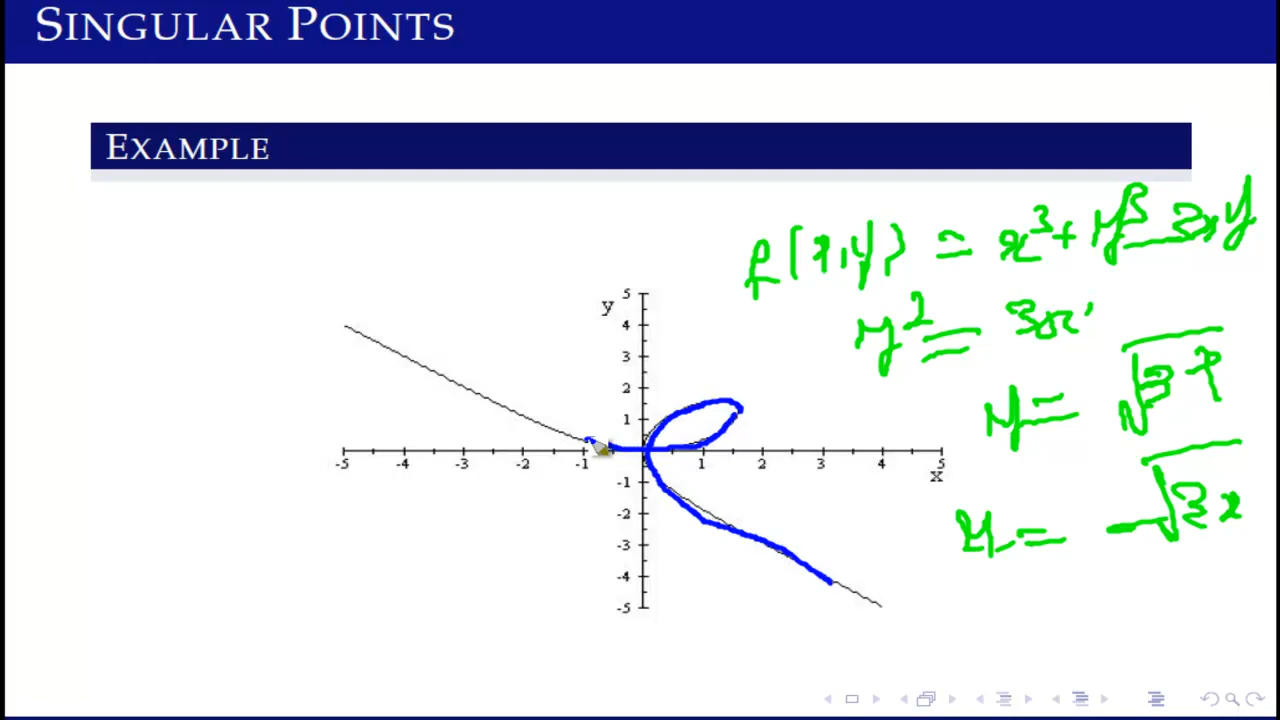 SINGULAR POINTS
EXAMPLE
f(x,y) = x³+y³-3xy
y² = 3x
y = √3x
y = -√3x
y
5
4
3
2
1
-5 -4 -3 -2 -1 1 2 3 4 5
x
-1
-2
-3
-4
-5